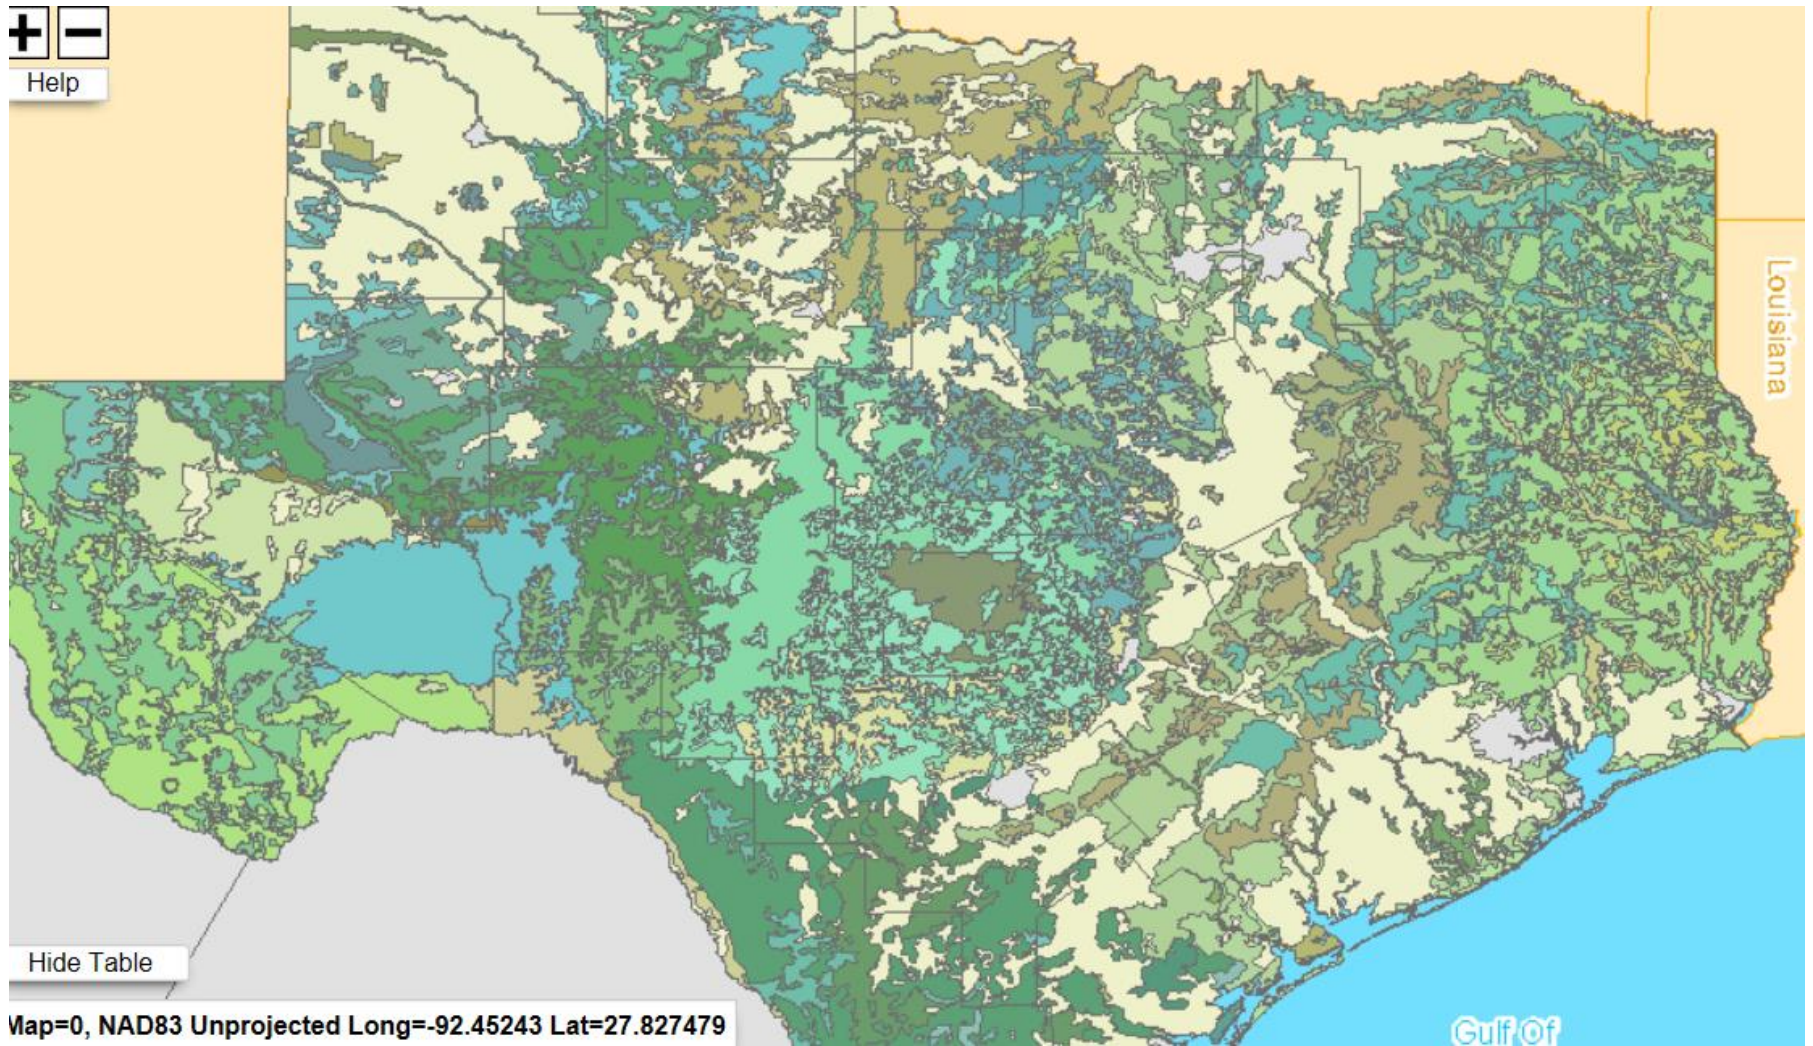 + −
Help
Louisiana
Hide Table
Map=0, NAD83 Unprojected Long=-92.45243 Lat=27.827479
Gulf Of